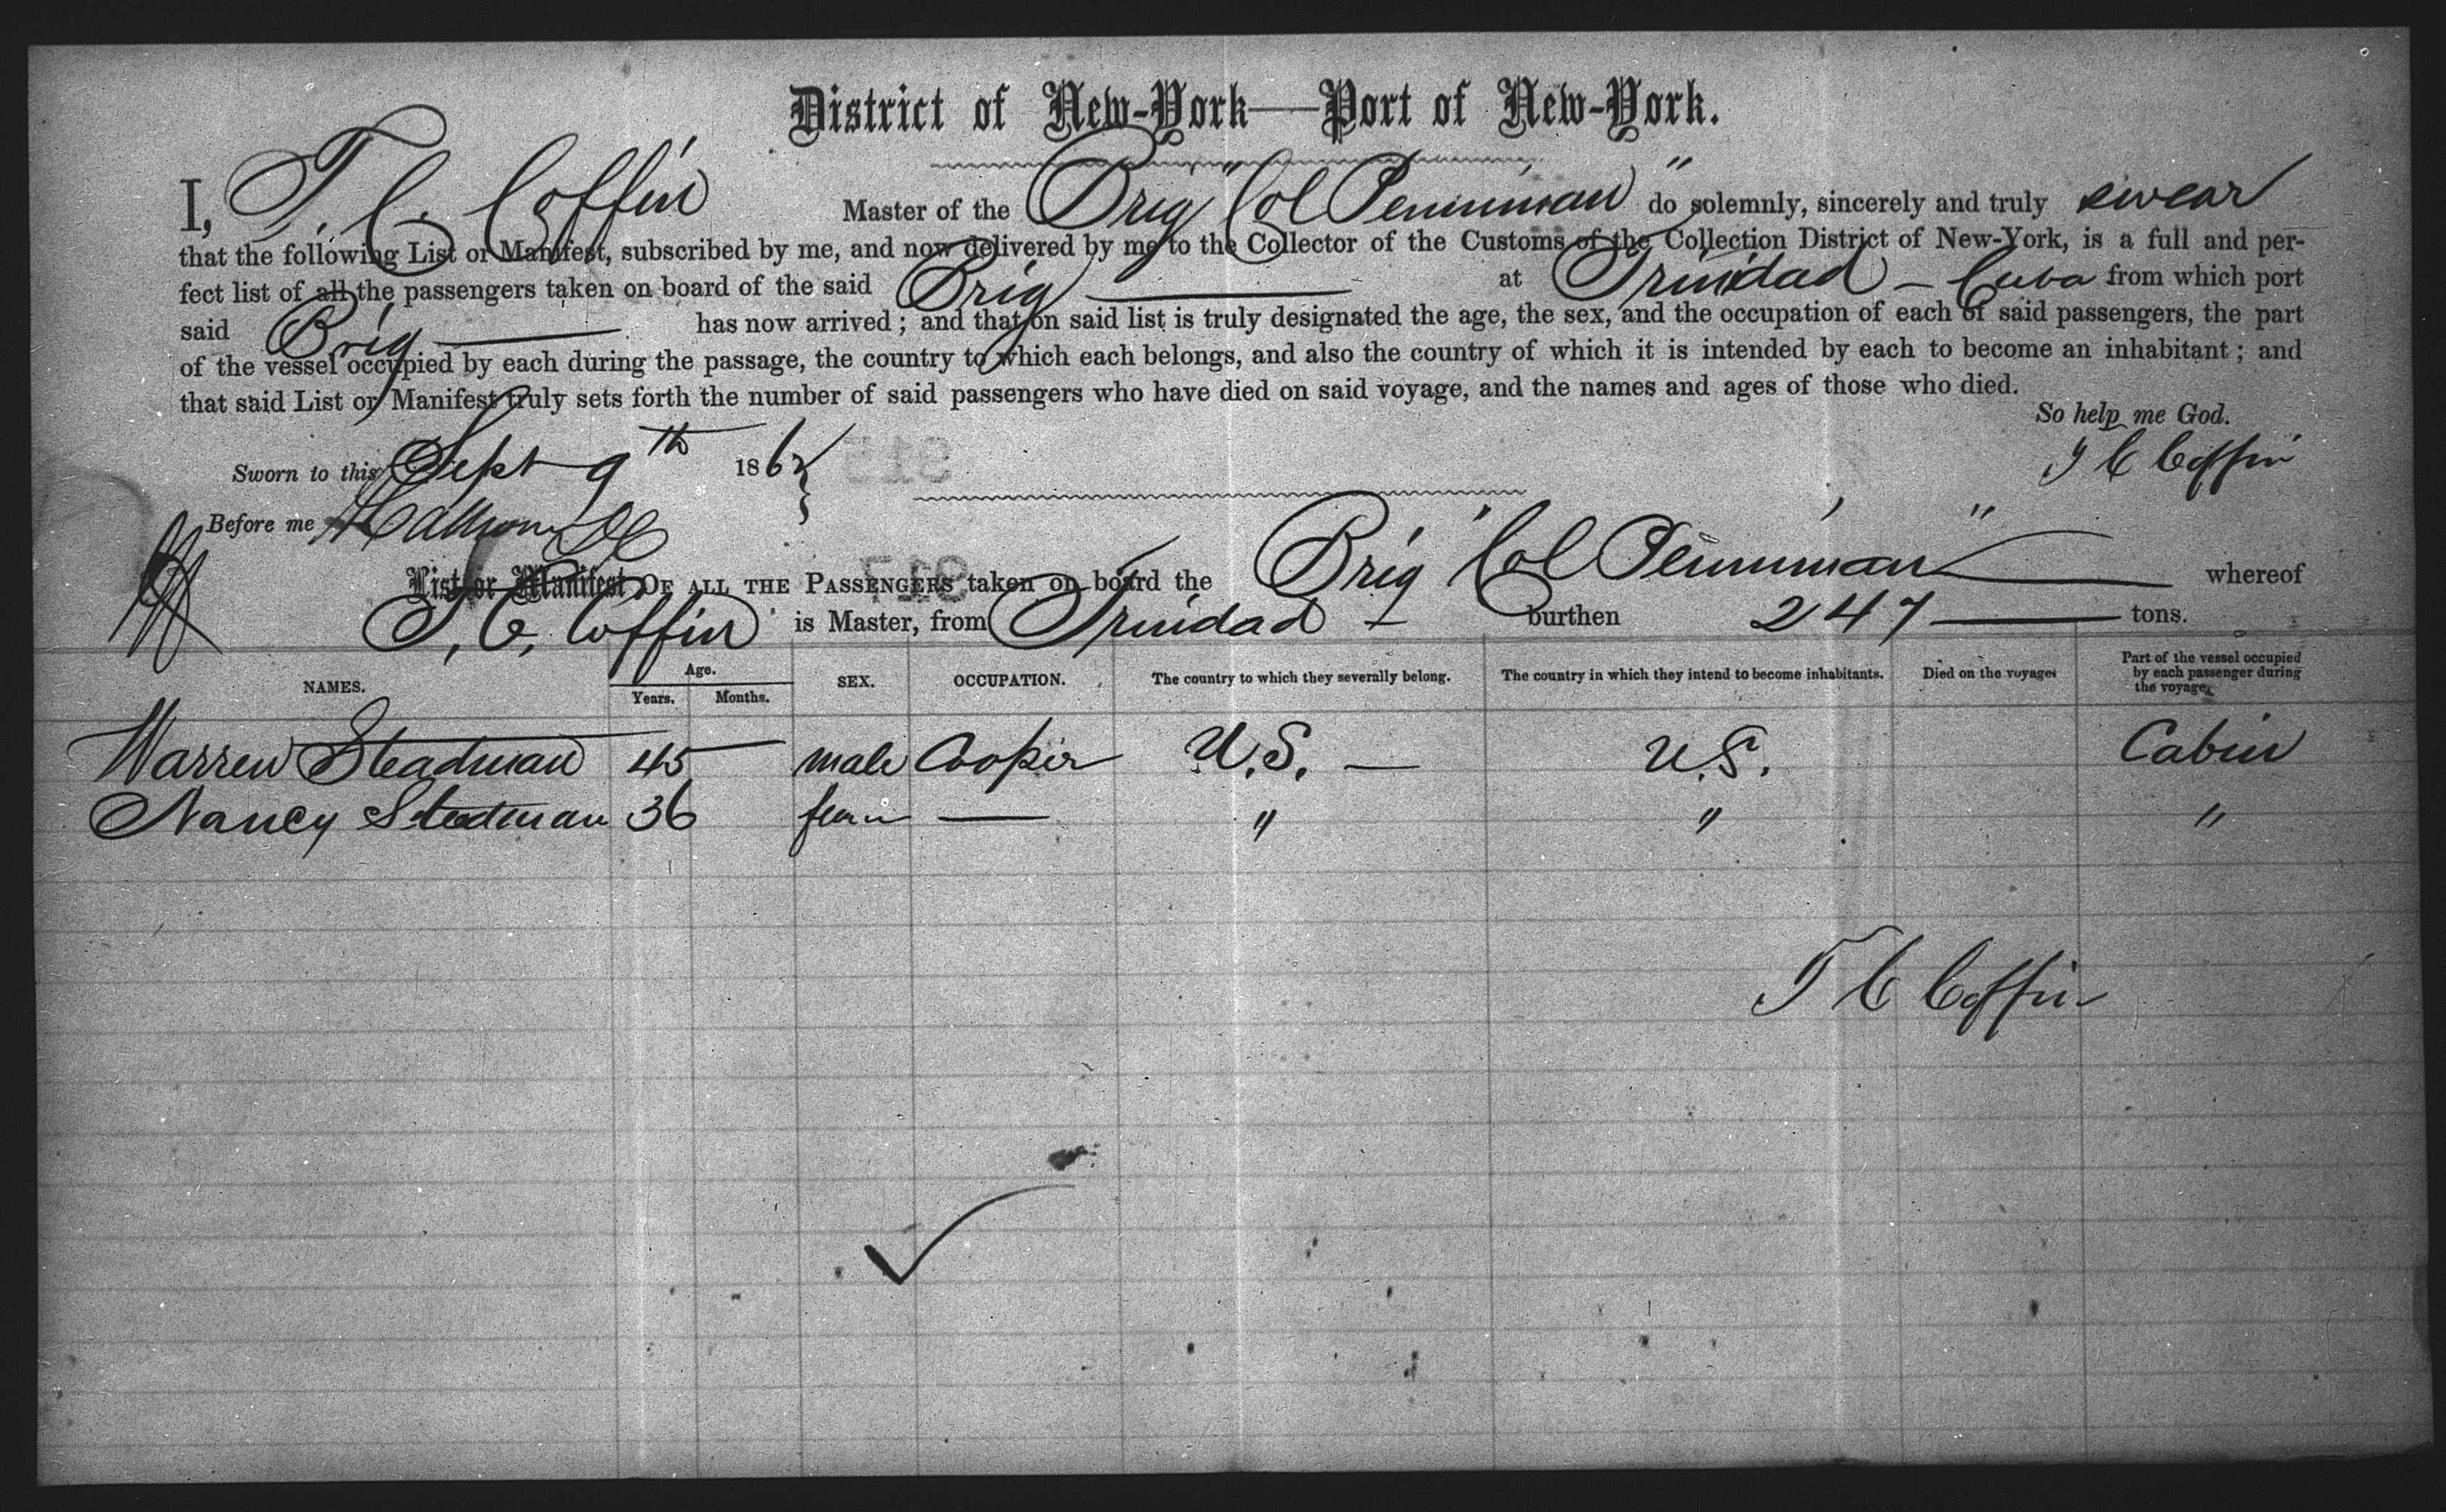 District of New-York—Port of New-York.
I, T. C. Coffin Master of the Brig "Col Penniman" do solemnly, sincerely and truly swear
that the following List or Manifest, subscribed by me, and now delivered by me to the Collector of the Customs of the Collection District of New-York, is a full and per-
fect list of all the passengers taken on board of the said Brig — at Trinidad — Cuba from which port
said Brig — has now arrived; and that on said list is truly designated the age, the sex, and the occupation of each of said passengers, the part
of the vessel occupied by each during the passage, the country to which each belongs, and also the country of which it is intended by each to become an inhabitant; and
that said List or Manifest truly sets forth the number of said passengers who have died on said voyage, and the names and ages of those who died.
So help me God.
Sworn to this Sept 9th 1862 T C Coffin
Before me
List or Manifest OF ALL THE PASSENGERS taken on board the Brig "Col Penniman" — whereof
T. C. Coffin is Master, from Trinidad — burthen 247 — tons.
NAMES. Age. Years. Months. SEX. OCCUPATION. The country to which they severally belong. The country in which they intend to become inhabitants. Died on the voyage Part of the vessel occupied by each passenger during the voyage.
Warren Steadman 45 — male Cooper U.S. — U.S. Cabin
Nancy Steadman 36 fem — " " "
T C Coffin